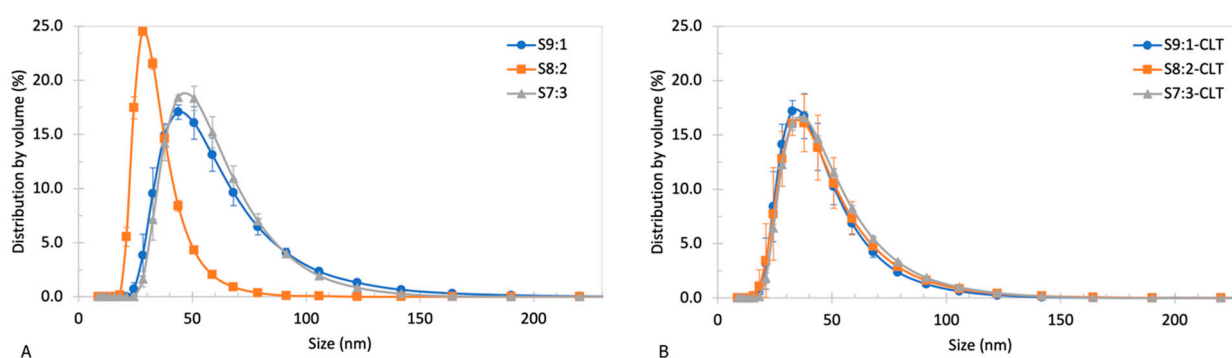 25.0
20.0
15.0
10.0
5.0
0.0
Distribution by volume (%)
0
50
100
150
200
Size (nm)
S9:1
S8:2
S7:3
A
25.0
20.0
15.0
10.0
5.0
0.0
Distribution by volume (%)
0
50
100
150
200
Size (nm)
S9:1-CLT
S8:2-CLT
S7:3-CLT
B